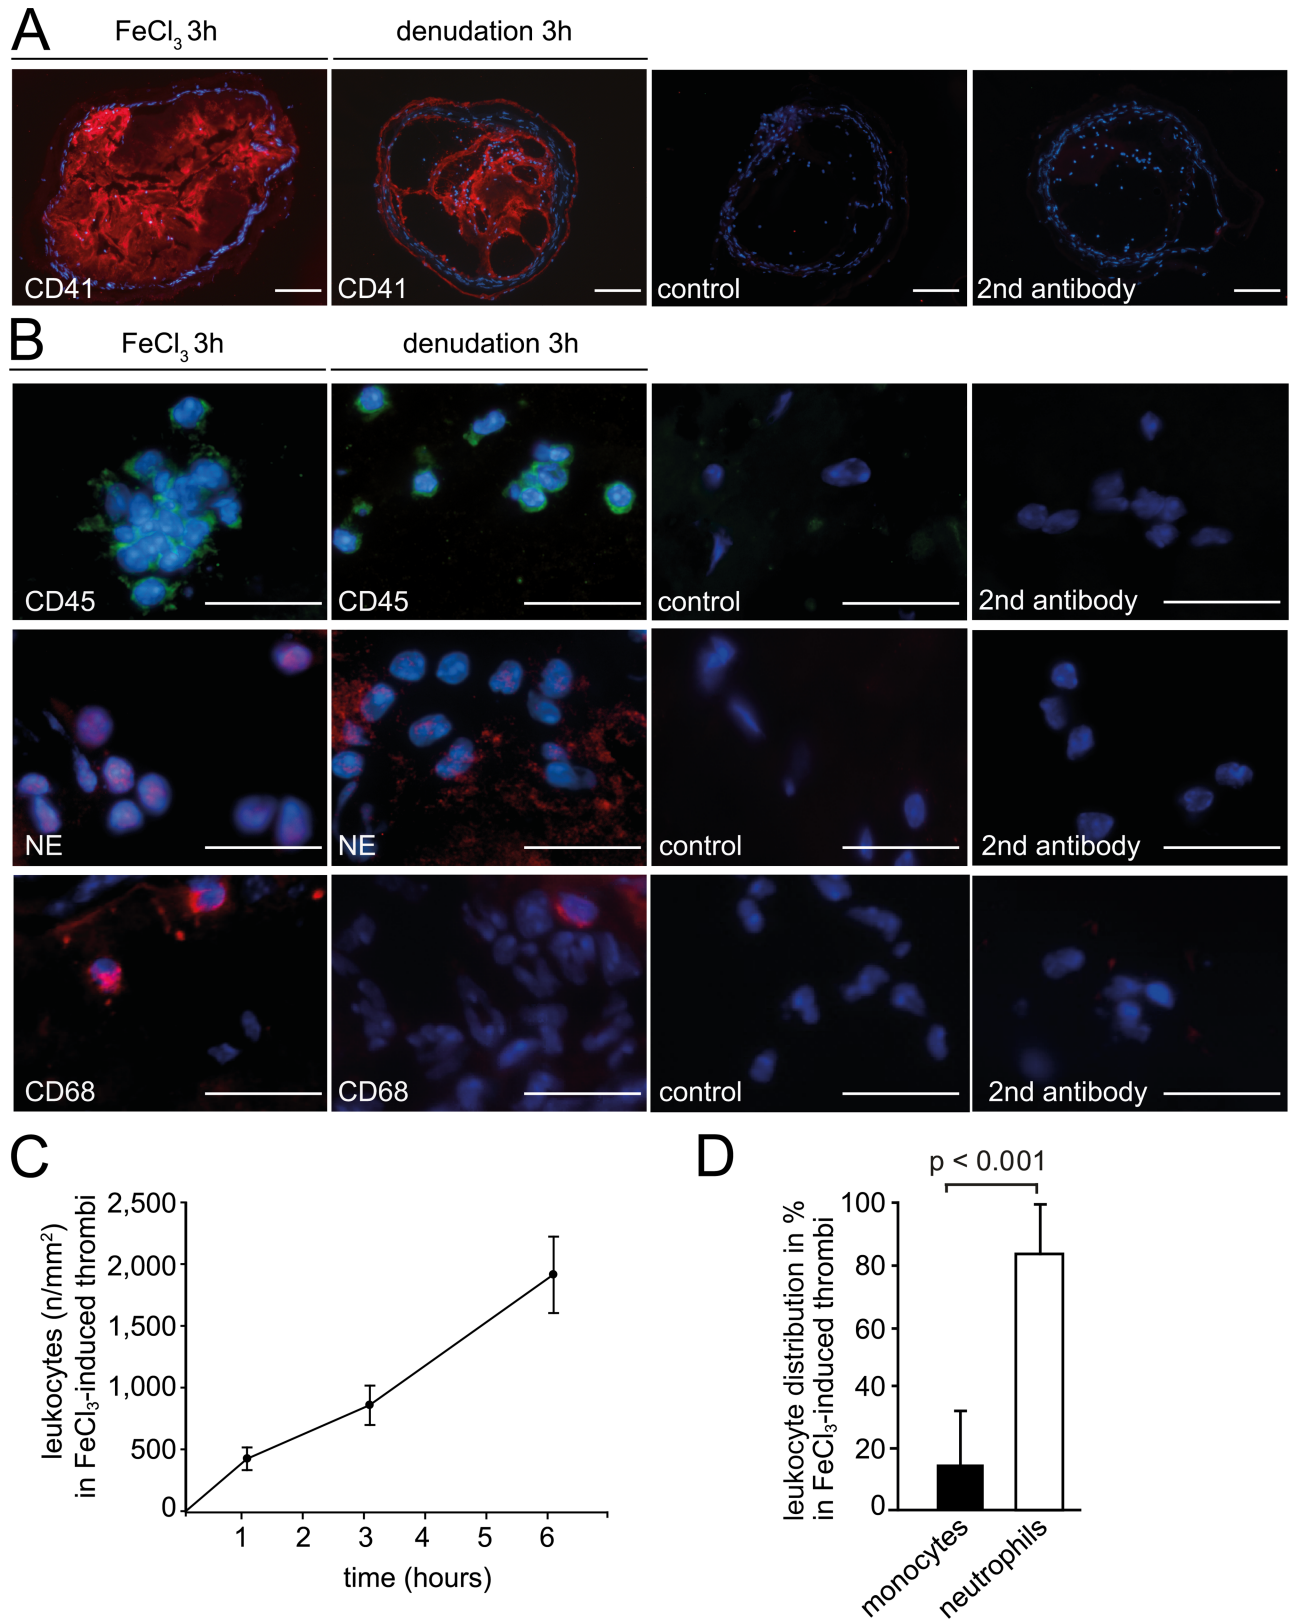 A
FeCl3 3h
denudation 3h
CD41
CD41
control
2nd antibody
B
FeCl3 3h
denudation 3h
CD45
CD45
control
2nd antibody
NE
NE
control
2nd antibody
CD68
CD68
control
2nd antibody
C
leukocytes (n/mm2)
in FeCl3-induced thrombi
2,500
2,000
1,500
1,000
500
0
1 2 3 4 5 6
time (hours)
D
p < 0.001
leukocyte distribution in %
in FeCl3-induced thrombi
100
80
60
40
20
0
monocytes
neutrophils